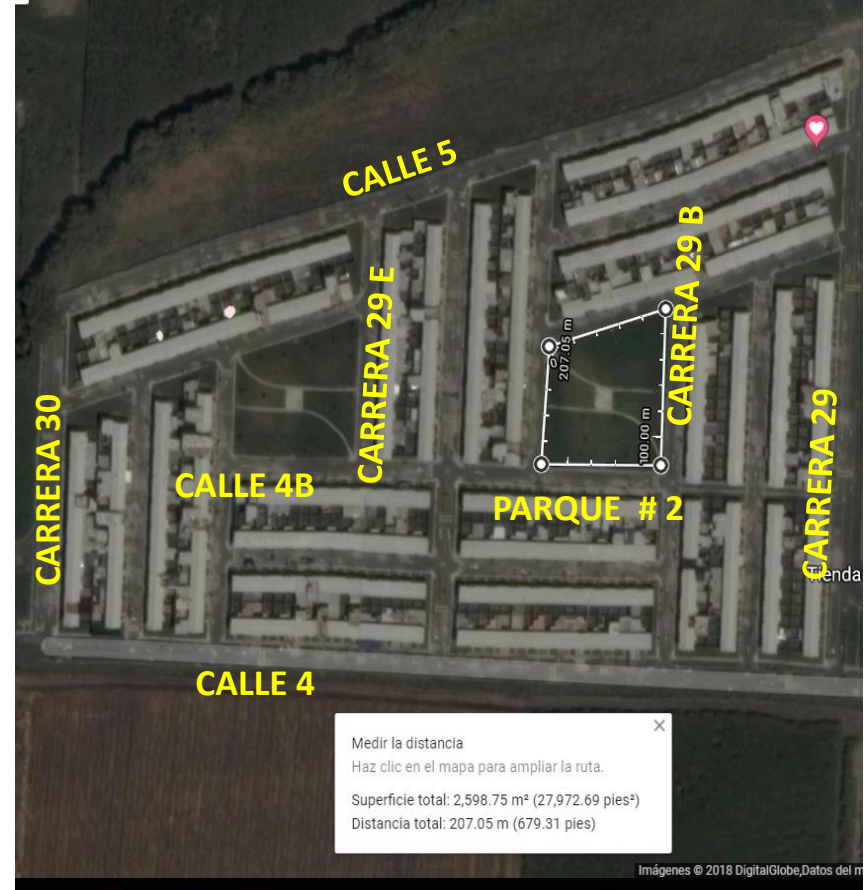 CALLE 5
CARRERA 29 B
CARRERA 29 E
207.05 m
0
100.00 m
CARRERA 30
CARRERA 29
CALLE 4B
PARQUE # 2
Tienda
CALLE 4
Medir la distancia
Haz clic en el mapa para ampliar la ruta.
Superficie total: 2,598.75 m² (27,972.69 pies²)
Distancia total: 207.05 m (679.31 pies)
Imágenes © 2018 DigitalGlobe,Datos del m